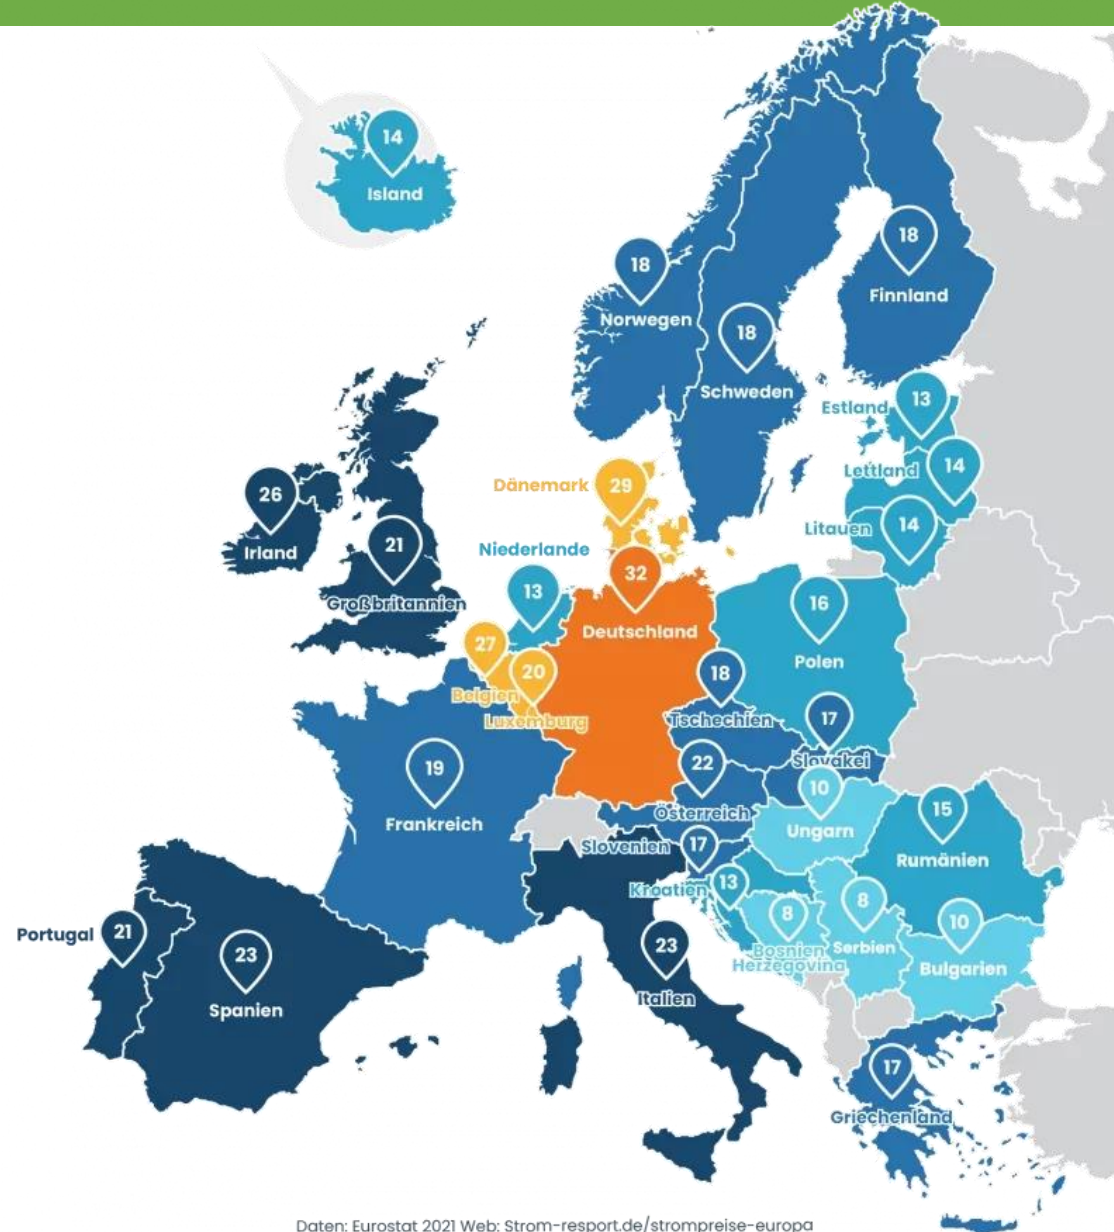 14
Island
18
Finnland
18
Norwegen
18
Schweden
13
Estland
14
Lettland
14
Litauen
29
Dänemark
26
Irland
21
Großbritannien
Niederlande
13
32
Deutschland
16
Polen
27
Belgien
20
Luxemburg
18
Tschechien
17
Slovakei
19
Frankreich
22
Österreich
10
Ungarn
15
Rumänien
Slovenien
17
Kroatien
13
8
Bosnien
Herzegovina
8
Serbien
10
Bulgarien
Portugal
21
23
Spanien
23
Italien
17
Griechenland
Daten: Eurostat 2021 Web: Strom-resport.de/strompreise-europa